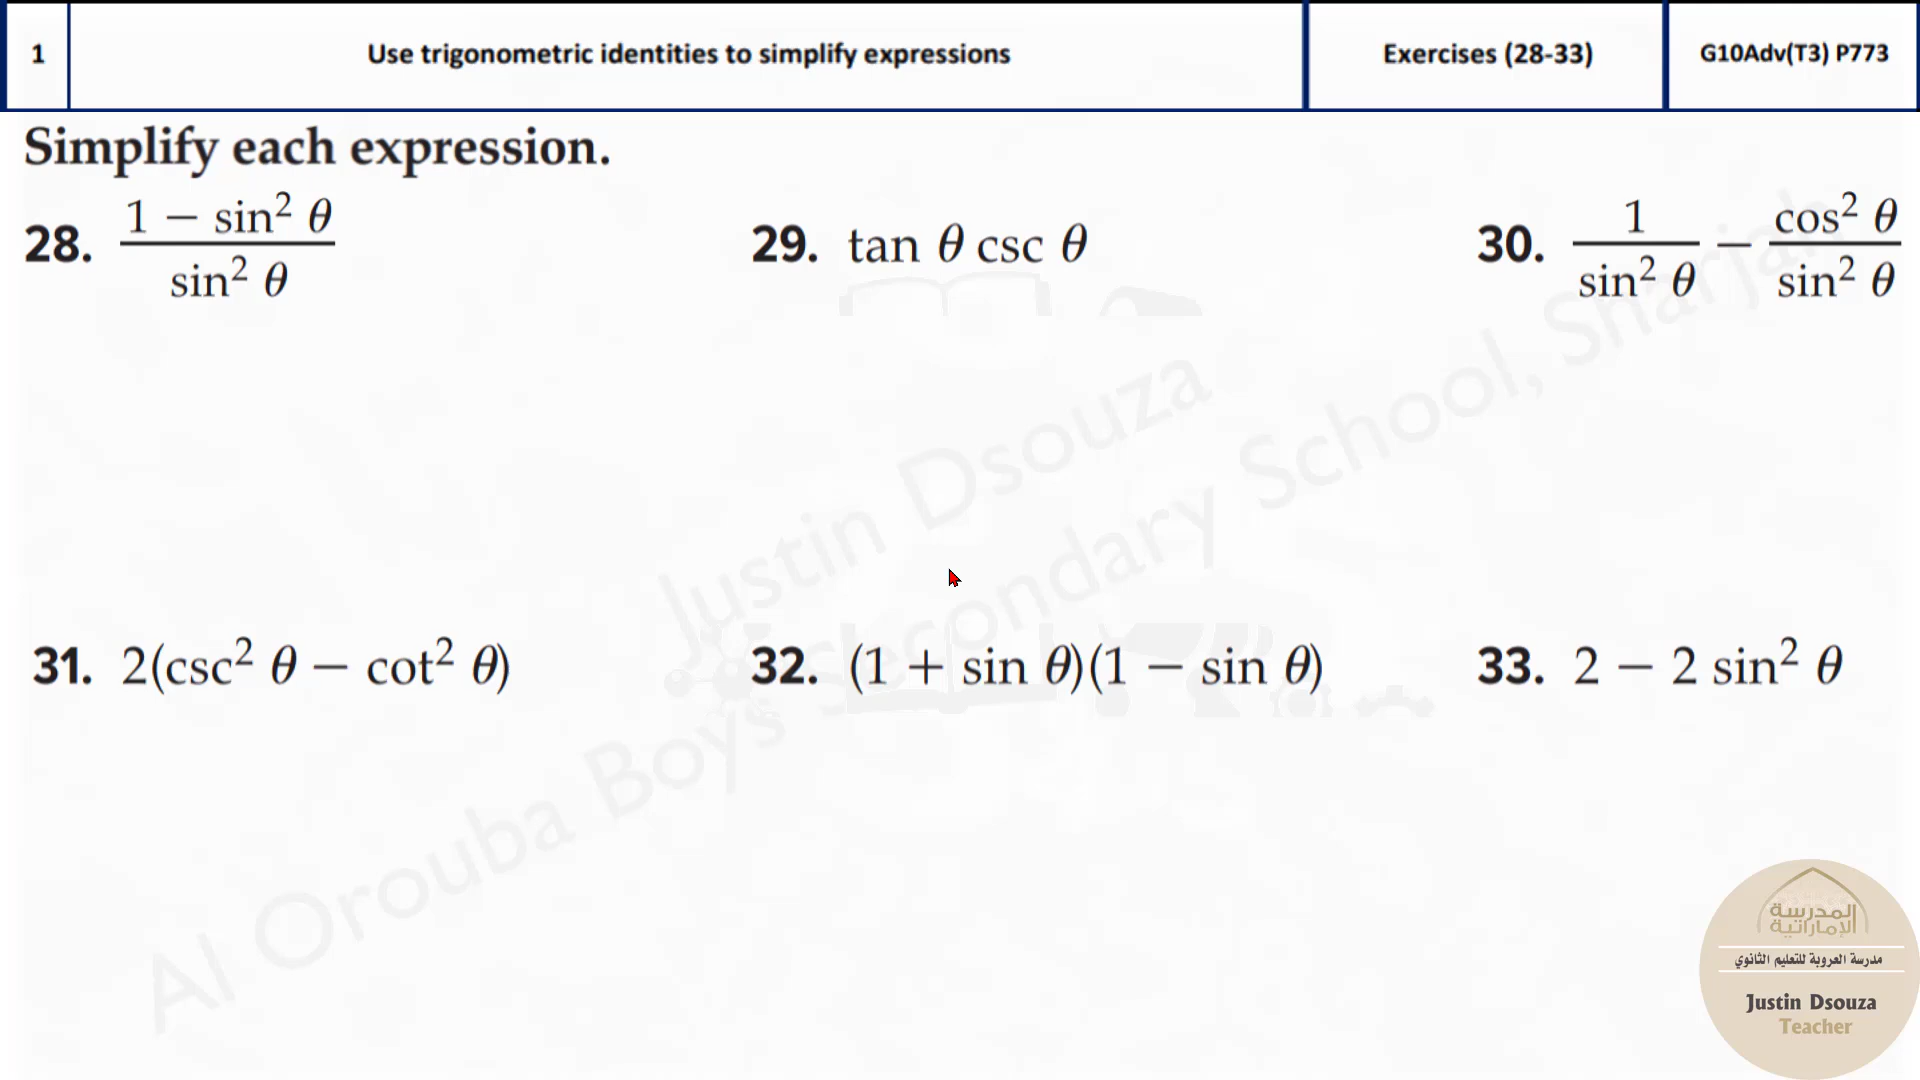 1
Use trigonometric identities to simplify expressions
Exercises (28-33)
G10Adv(T3) P773
Simplify each expression.
28. (1 − sin² θ)/(sin² θ)
29. tan θ csc θ
30. 1/(sin² θ) − (cos² θ)/(sin² θ)
31. 2(csc² θ − cot² θ)
32. (1 + sin θ)(1 − sin θ)
33. 2 − 2 sin² θ
Justin Dsouza
Al Orouba Boys Secondary School, Sharjah
المدرسة
الإماراتية
مدرسة العروبة للتعليم الثانوي
Justin Dsouza
Teacher